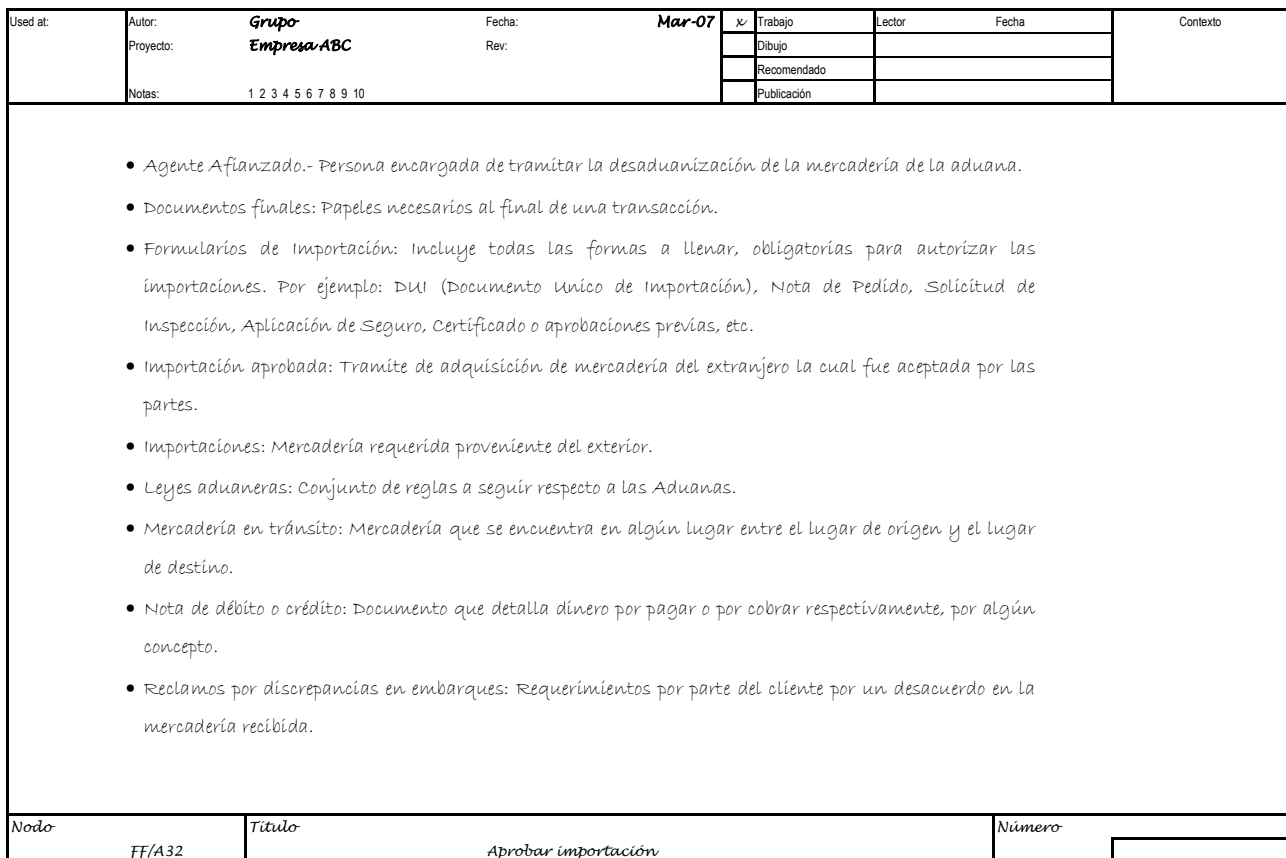 Used at: Autor: Grupo Fecha: Mar-07 x Trabajo Lector Fecha Contexto
Proyecto: Empresa ABC Rev: Dibujo
Recomendado
Notas: 1 2 3 4 5 6 7 8 9 10 Publicación
• Agente Afianzado.- Persona encargada de tramitar la desaduanización de la mercadería de la aduana.
• Documentos finales: Papeles necesarios al final de una transacción.
• Formularios de Importación: Incluye todas las formas a llenar, obligatorias para autorizar las
importaciones. Por ejemplo: DUI (Documento Unico de Importación), Nota de Pedido, Solicitud de
Inspección, Aplicación de Seguro, Certificado o aprobaciones previas, etc.
• Importación aprobada: Tramite de adquisición de mercadería del extranjero la cual fue aceptada por las
partes.
• Importaciones: Mercadería requerida proveniente del exterior.
• Leyes aduaneras: Conjunto de reglas a seguir respecto a las Aduanas.
• Mercadería en tránsito: Mercadería que se encuentra en algún lugar entre el lugar de origen y el lugar
de destino.
• Nota de débito o crédito: Documento que detalla dinero por pagar o por cobrar respectivamente, por algún
concepto.
• Reclamos por discrepancias en embarques: Requerimientos por parte del cliente por un desacuerdo en la
mercadería recibida.
Nodo Título Número
FF/A32 Aprobar importación